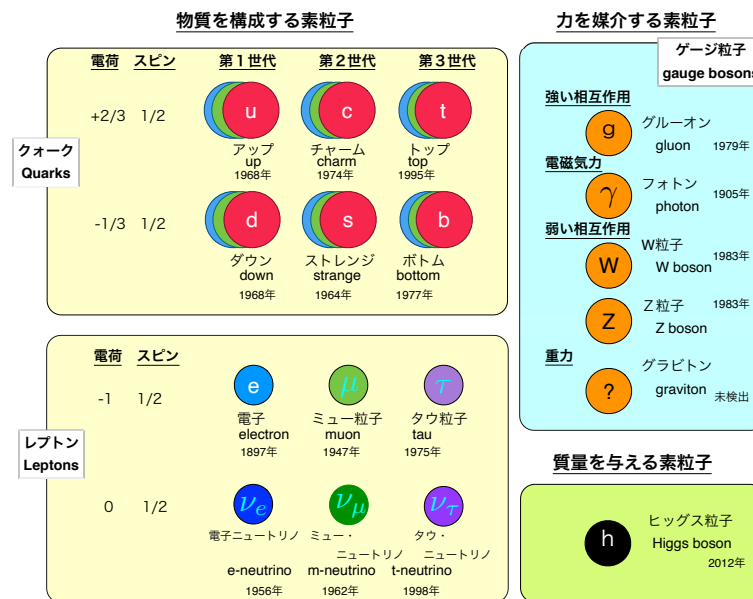 物質を構成する素粒子
電荷 スピン 第1世代 第2世代 第3世代
クォーク
Quarks
+2/3 1/2
u c t
アップ チャーム トップ
up charm top
1968年 1974年 1995年
-1/3 1/2
d s b
ダウン ストレンジ ボトム
down strange bottom
1968年 1964年 1977年
電荷 スピン
レプトン
Leptons
-1 1/2
e μ τ
電子 ミュー粒子 タウ粒子
electron muon tau
1897年 1947年 1975年
0 1/2
νe νμ ντ
電子ニュートリノ ミュー・ タウ・
ニュートリノ ニュートリノ
e-neutrino m-neutrino t-neutrino
1956年 1962年 1998年
力を媒介する素粒子
ゲージ粒子
gauge bosons
強い相互作用
g グルーオン
gluon 1979年
電磁気力
γ フォトン
photon 1905年
弱い相互作用
W W粒子
W boson 1983年
Z Z粒子 1983年
Z boson
重力
? グラビトン
graviton 未検出
質量を与える素粒子
h ヒッグス粒子
Higgs boson
2012年